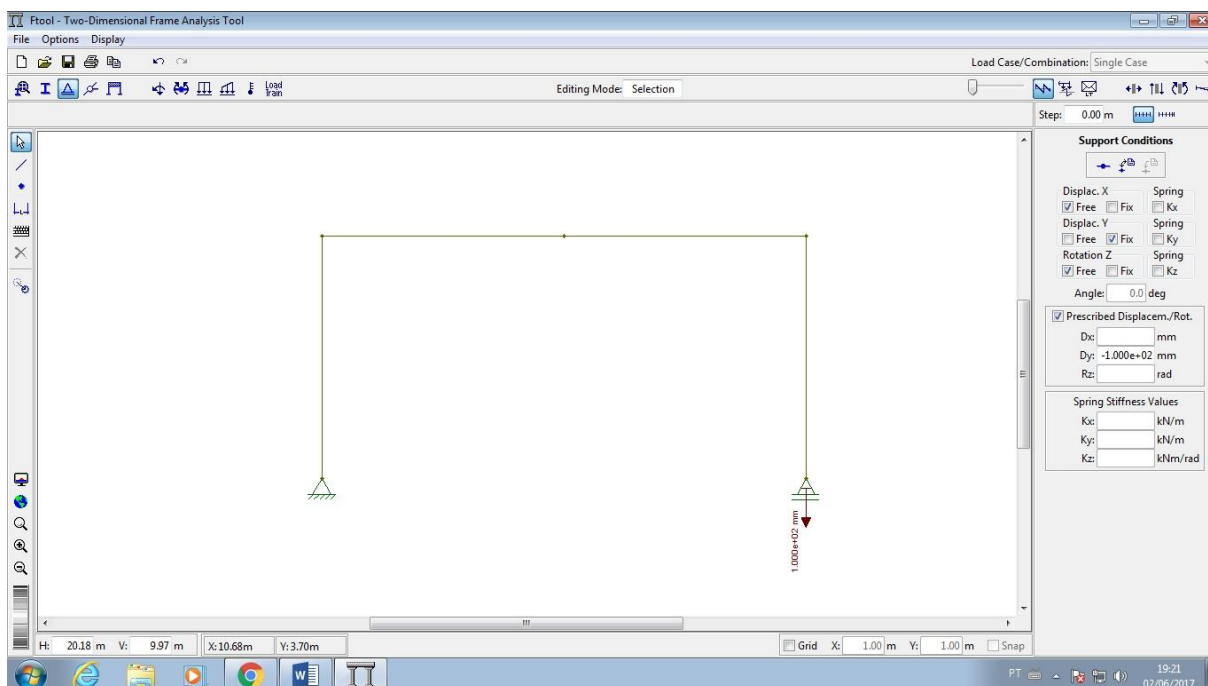 Ftool - Two-Dimensional Frame Analysis Tool
File Options Display
Load Case/Combination: Single Case
Load Train
Editing Mode: Selection
Step: 0.00 m
Support Conditions
Displac. X Spring
Free Fix Kx
Displac. Y Spring
Free Fix Ky
Rotation Z Spring
Free Fix Kz
Angle: 0.0 deg
Prescribed Displacem./Rot.
Dx: mm
Dy: -1.000e+02 mm
Rz: rad
Spring Stiffness Values
Kx: kN/m
Ky: kN/m
Kz: kNm/rad
1.000e+02 mm
H: 20.18 m V: 9.97 m X:10.68m Y:3.70m Grid X: 1.00 m Y: 1.00 m Snap
PT 19:21
02/06/2017